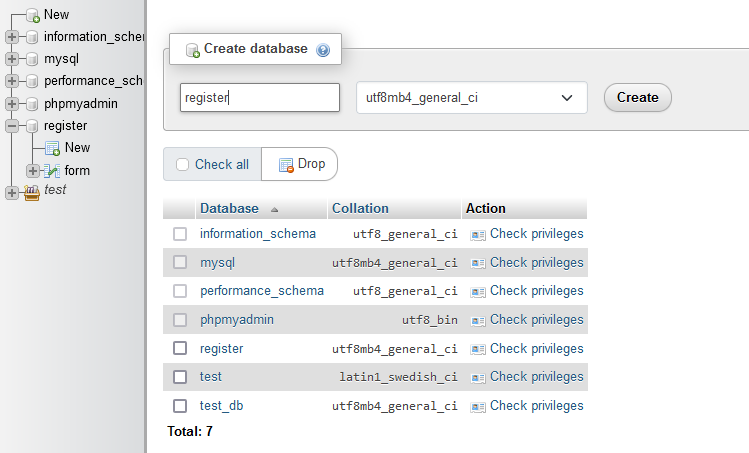 New
information_schem
mysql
performance_sch
phpmyadmin
register
New
form
test
Create database
register
utf8mb4_general_ci
Create
Check all
Drop
Database Collation Action
information_schema utf8_general_ci Check privileges
mysql utf8mb4_general_ci Check privileges
performance_schema utf8_general_ci Check privileges
phpmyadmin utf8_bin Check privileges
register utf8mb4_general_ci Check privileges
test latin1_swedish_ci Check privileges
test_db utf8mb4_general_ci Check privileges
Total: 7